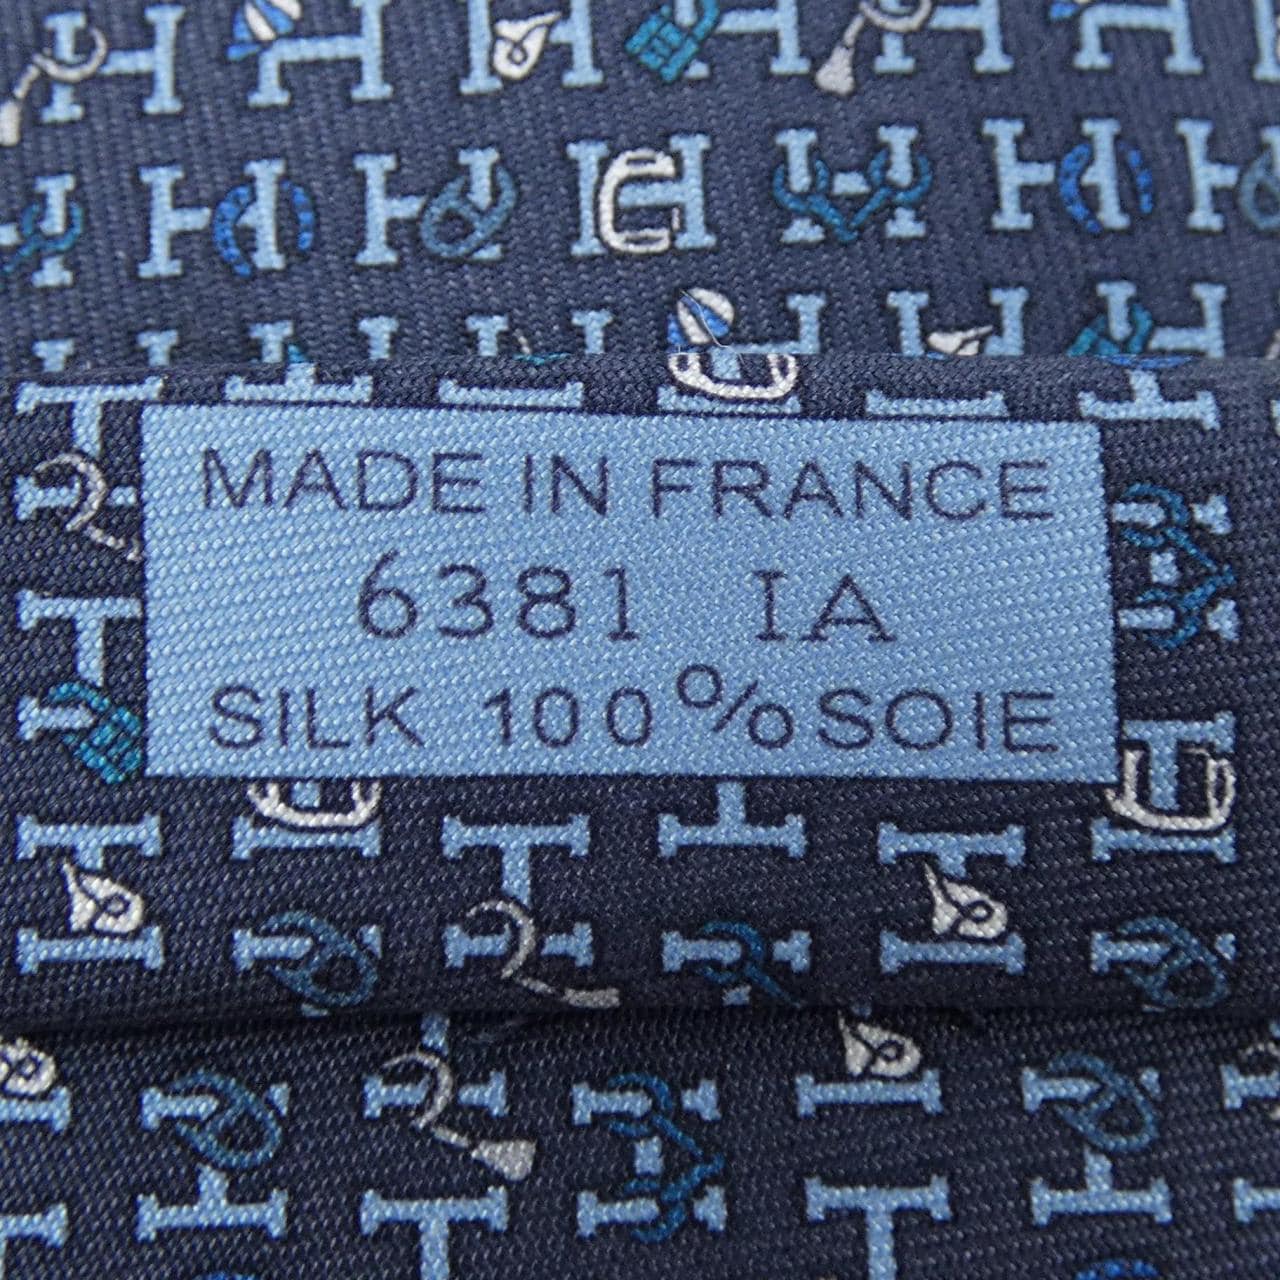 MADE IN FRANCE
6381 IA
SILK 100% SOIE